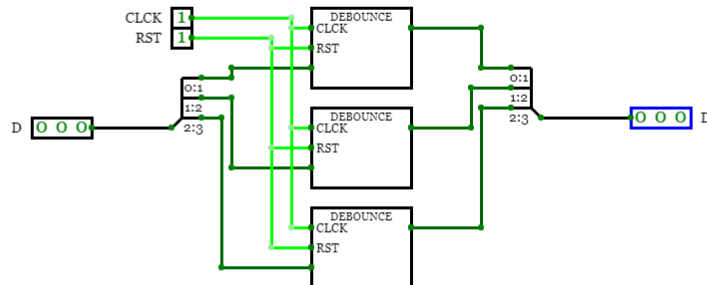 CLCK 1
RST 1
D 0 0 0
0:1
1:2
2:3
DEBOUNCE
CLCK
RST
DEBOUNCE
CLCK
RST
DEBOUNCE
CLCK
RST
0:1
1:2
2:3
0 0 0 D